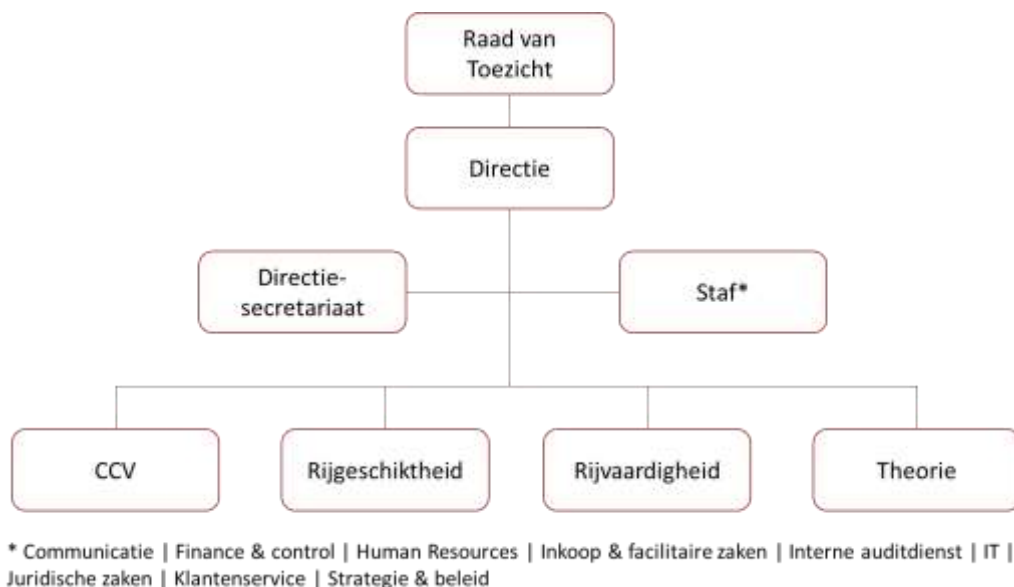 Raad van
Toezicht
Directie
Directie-
secretariaat
Staf*
CCV
Rijgeschiktheid
Rijvaardigheid
Theorie
* Communicatie | Finance & control | Human Resources | Inkoop & facilitaire zaken | Interne auditdienst | IT |
Juridische zaken | Klantenservice | Strategie & beleid